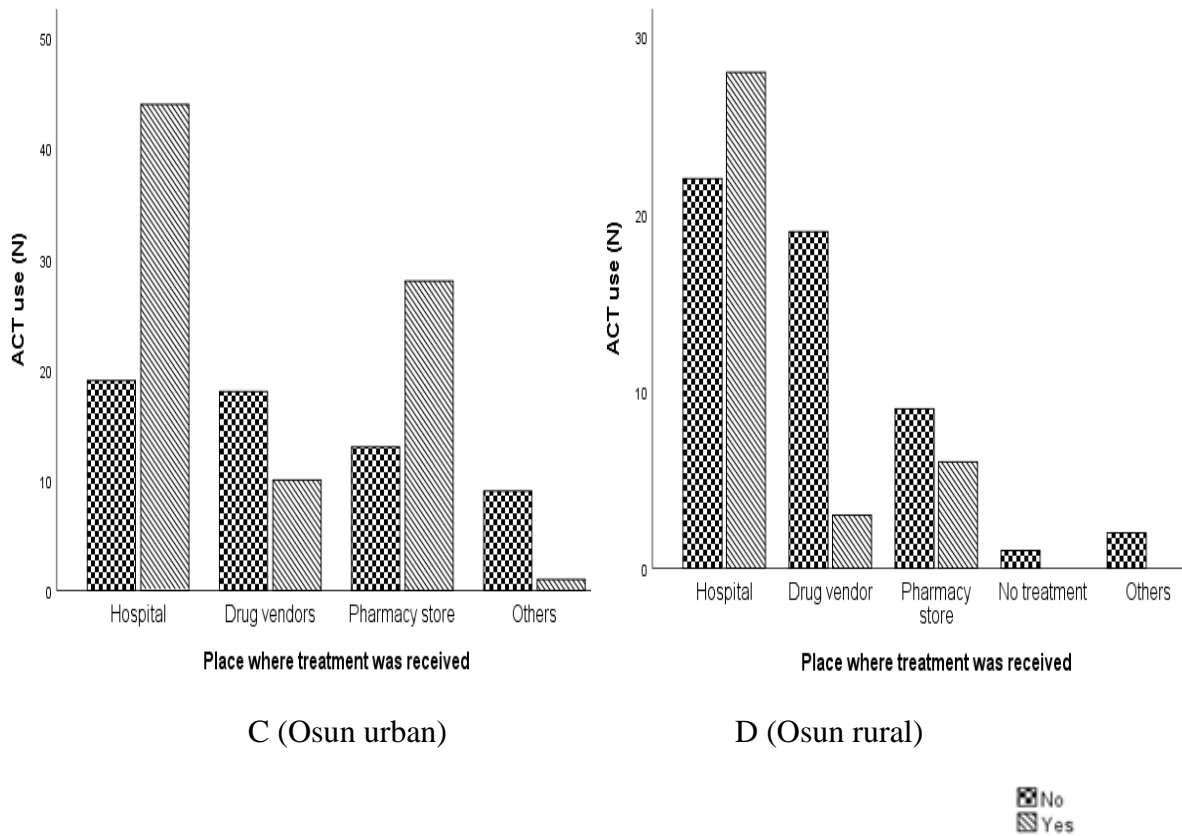 50
40
30
20
10
0
ACT use (N)
Hospital
Drug vendors
Pharmacy store
Others
Place where treatment was received
C (Osun urban)
30
20
10
0
ACT use (N)
Hospital
Drug vendor
Pharmacy
store
No treatment
Others
Place where treatment was received
D (Osun rural)
No
Yes